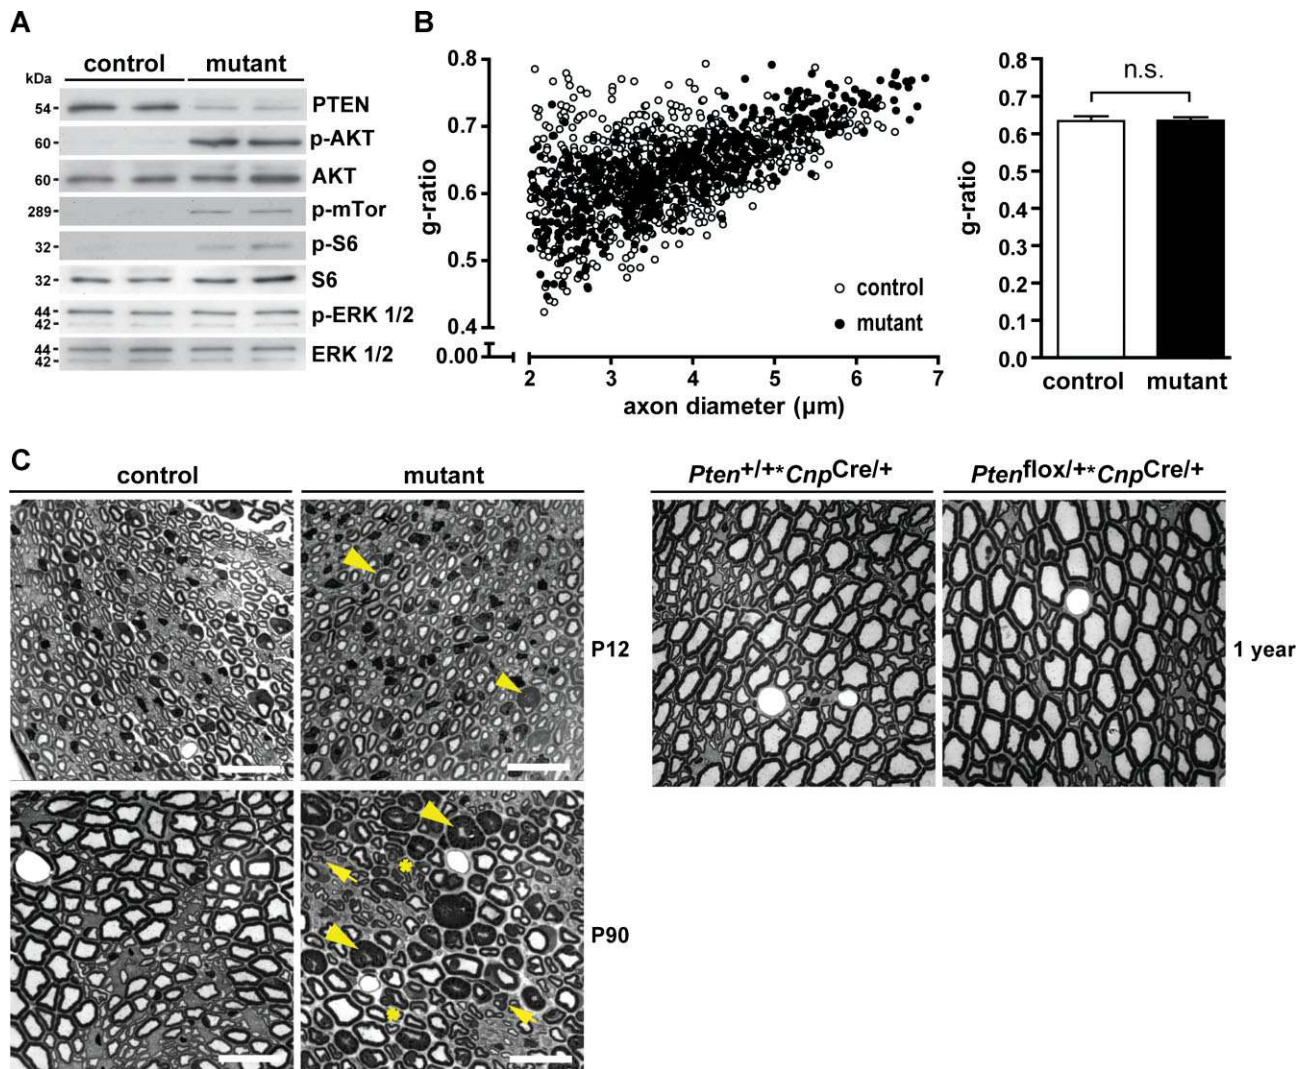 A
control mutant
kDa
54 PTEN
60 p-AKT
60 AKT
289 p-mTor
32 p-S6
32 S6
44 p-ERK 1/2
42
44 ERK 1/2
42
B
g-ratio
0.8
0.7
0.6
0.5
0.4
0.00
2 3 4 5 6 7
axon diameter (µm)
control
mutant
g-ratio
n.s.
0.8
0.7
0.6
0.5
0.4
0.3
0.2
0.1
0.0
control mutant
C
control mutant
P12
P90
Pten+/+*CnpCre/+ Ptenflox/+*CnpCre/+
1 year